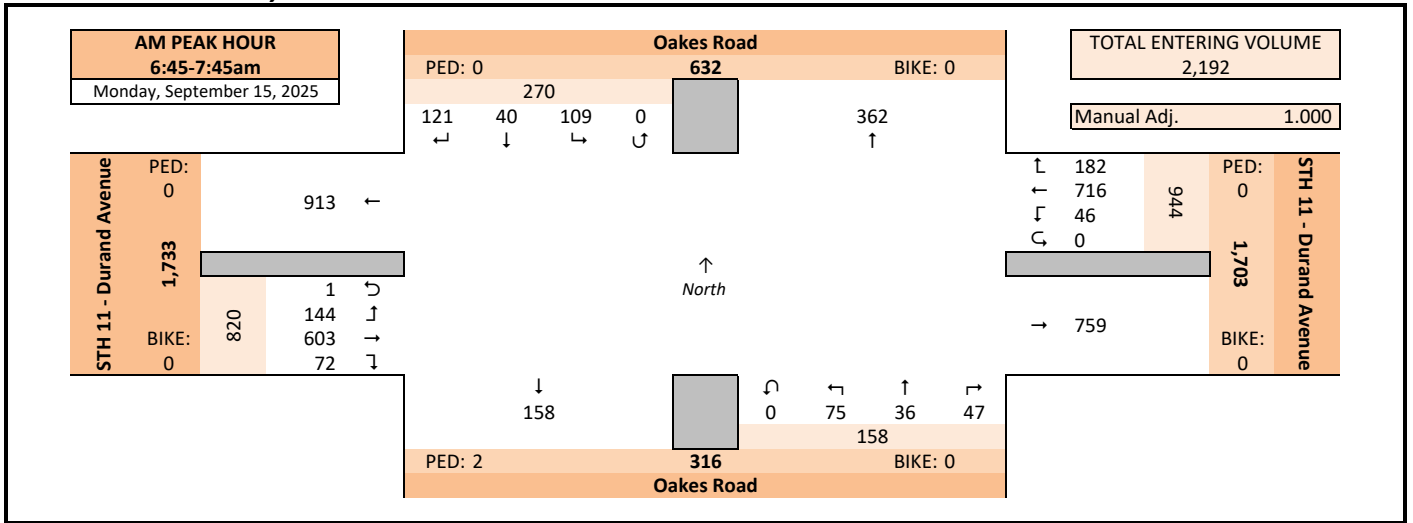 AM PEAK HOUR
6:45-7:45am
Monday, September 15, 2025
Oakes Road
PED: 0 632 BIKE: 0
270
121 40 109 0
↵ ↓ ↳ ↺
362
↑
TOTAL ENTERING VOLUME
2,192
Manual Adj. 1.000
STH 11 - Durand Avenue
PED:
0
1,733
BIKE:
0
913 ←
820
1 ⮌
144 ↰
603 →
72 ↴
↑
North
↑ 182
← 716
↓ 46
⮎ 0
944
→ 759
PED:
0
1,703
BIKE:
0
STH 11 - Durand Avenue
↓
158
↶ ↰ ↑ ↱
0 75 36 47
158
PED: 2 316 BIKE: 0
Oakes Road